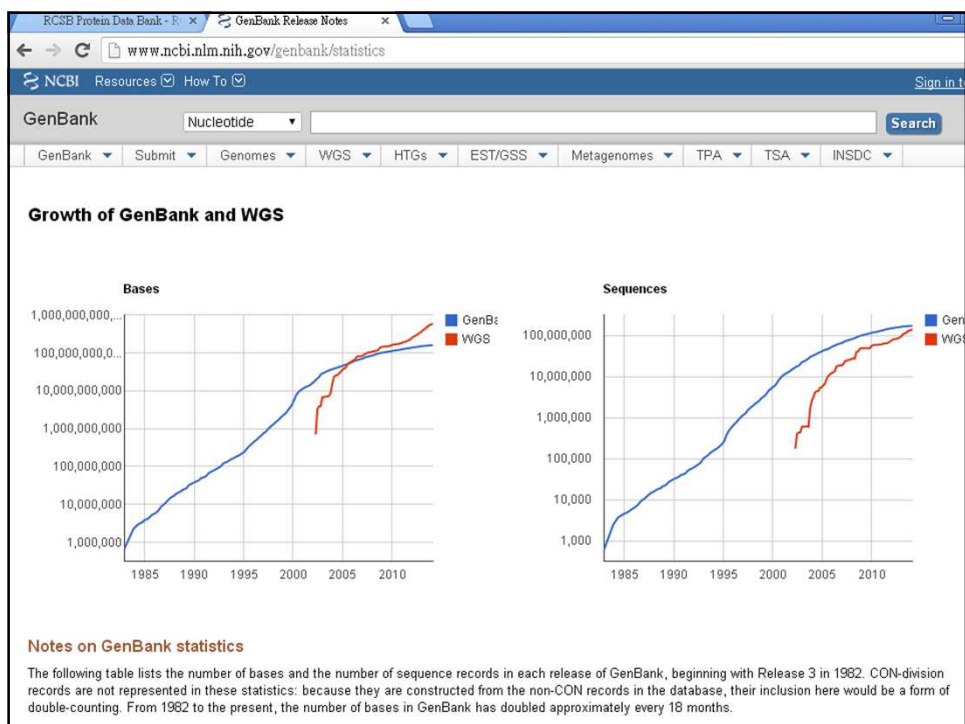 RCSB Protein Data Bank - R
GenBank Release Notes
www.ncbi.nlm.nih.gov/genbank/statistics
NCBI Resources How To Sign in to
GenBank Nucleotide Search
GenBank Submit Genomes WGS HTGs EST/GSS Metagenomes TPA TSA INSDC
Growth of GenBank and WGS
Bases
1,000,000,000,...
100,000,000,0...
10,000,000,000
1,000,000,000
100,000,000
10,000,000
1,000,000
1985 1990 1995 2000 2005 2010
GenBa
WGS
Sequences
100,000,000
10,000,000
1,000,000
100,000
10,000
1,000
1985 1990 1995 2000 2005 2010
Gen
WGS
Notes on GenBank statistics
The following table lists the number of bases and the number of sequence records in each release of GenBank, beginning with Release 3 in 1982. CON-division
records are not represented in these statistics: because they are constructed from the non-CON records in the database, their inclusion here would be a form of
double-counting. From 1982 to the present, the number of bases in GenBank has doubled approximately every 18 months.